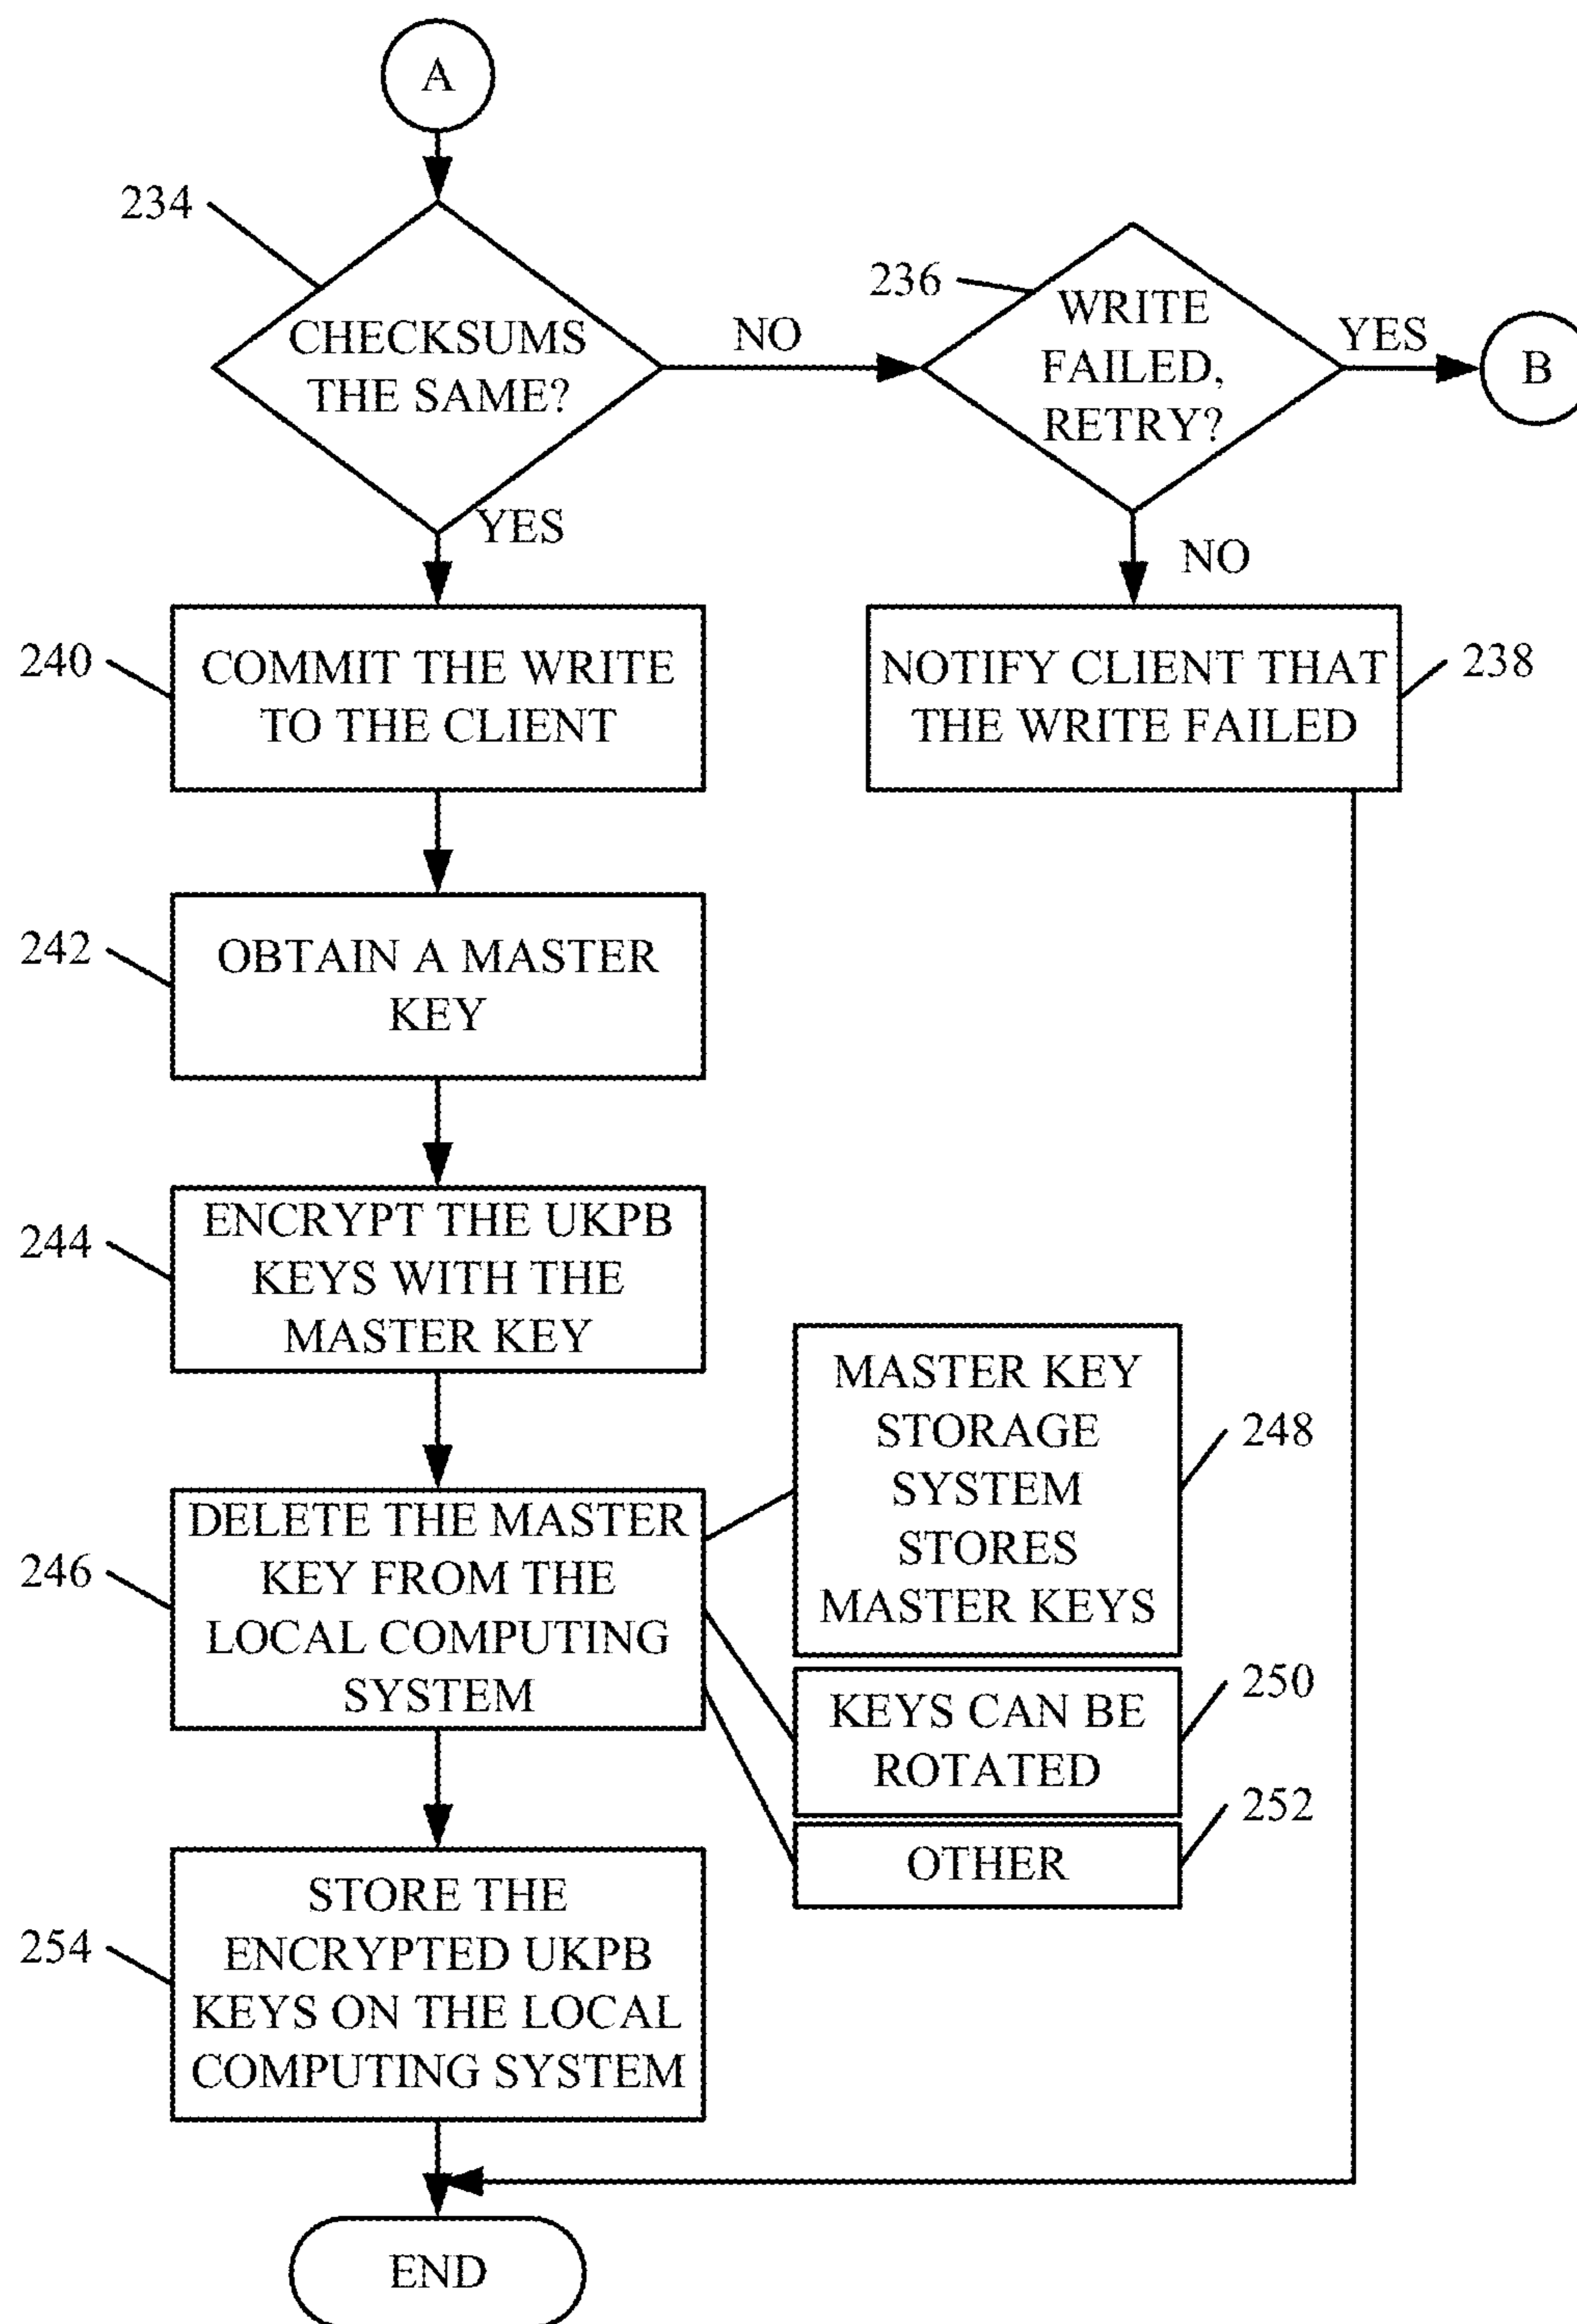 A
234
CHECKSUMS
THE SAME?
NO
236
WRITE
FAILED,
RETRY?
YES
B
YES
NO
240
COMMIT THE WRITE
TO THE CLIENT
NOTIFY CLIENT THAT
THE WRITE FAILED
238
242
OBTAIN A MASTER
KEY
244
ENCRYPT THE UKPB
KEYS WITH THE
MASTER KEY
246
DELETE THE MASTER
KEY FROM THE
LOCAL COMPUTING
SYSTEM
MASTER KEY
STORAGE
SYSTEM
STORES
MASTER KEYS
248
KEYS CAN BE
ROTATED
250
OTHER
252
254
STORE THE
ENCRYPTED UKPB
KEYS ON THE LOCAL
COMPUTING SYSTEM
END